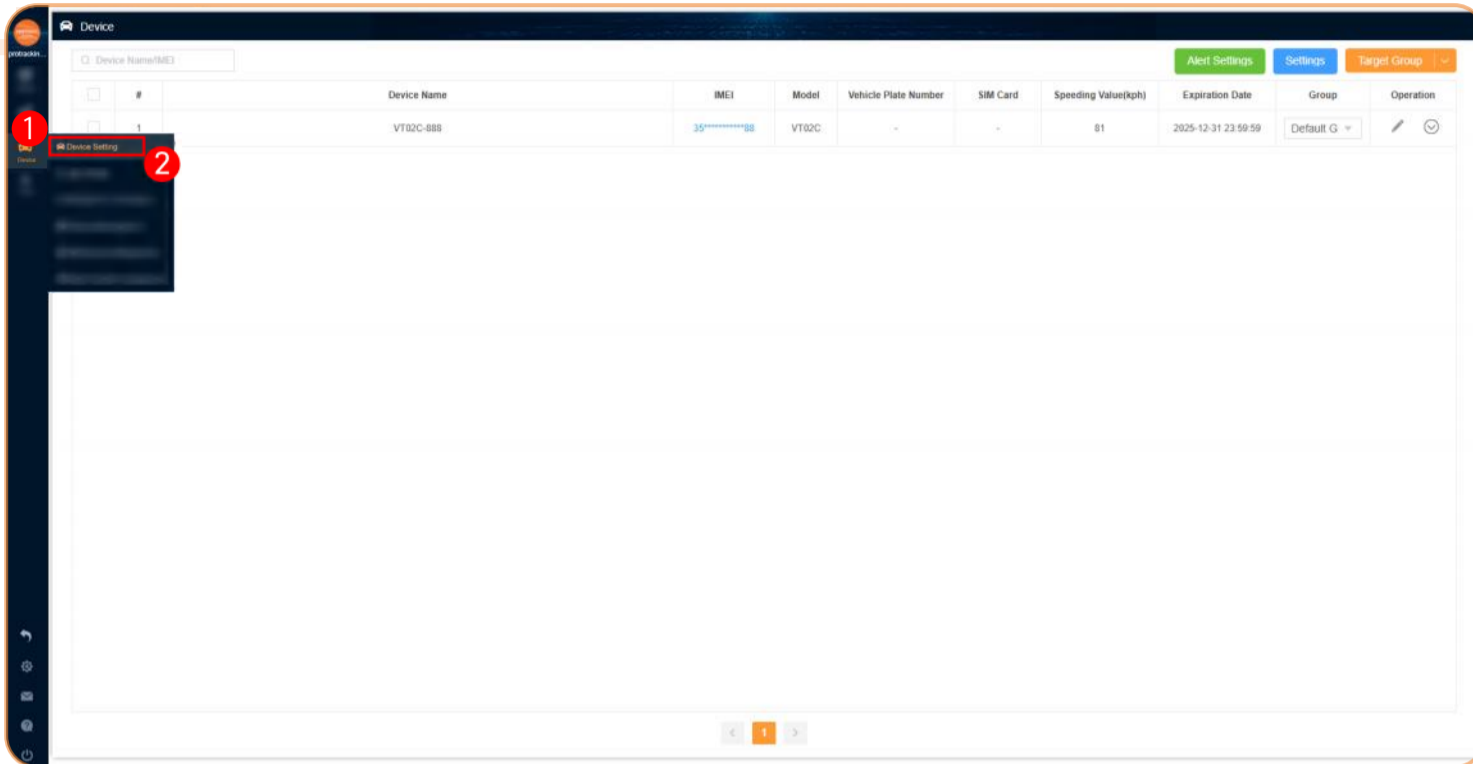 Device
protrackin...
Device Name/IMEI
Alert Settings
Settings
Target Group
#
Device Name
IMEI
Model
Vehicle Plate Number
SIM Card
Speeding Value(kph)
Expiration Date
Group
Operation
1
VT02C-888
35***********88
VT02C
-
-
81
2025-12-31 23:59:59
Default G
1
Device
Device Setting
2
<
1
>